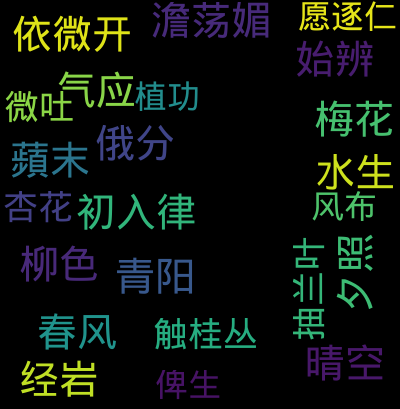 依微开
澹荡媚
愿逐仁
始辨
气应
植功
微吐
梅花
俄分
蘋末
水生
杏花
初入律
风布
柳色
青阳
抽兰叶
夕照
春风
触桂丛
晴空
经岩
俾生